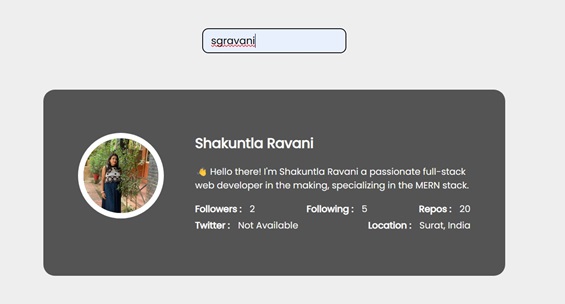 sgravani
Shakuntla Ravani
👋 Hello there! I'm Shakuntla Ravani a passionate full-stack
web developer in the making, specializing in the MERN stack.
Followers : 2 Following : 5 Repos : 20
Twitter : Not Available Location : Surat, India